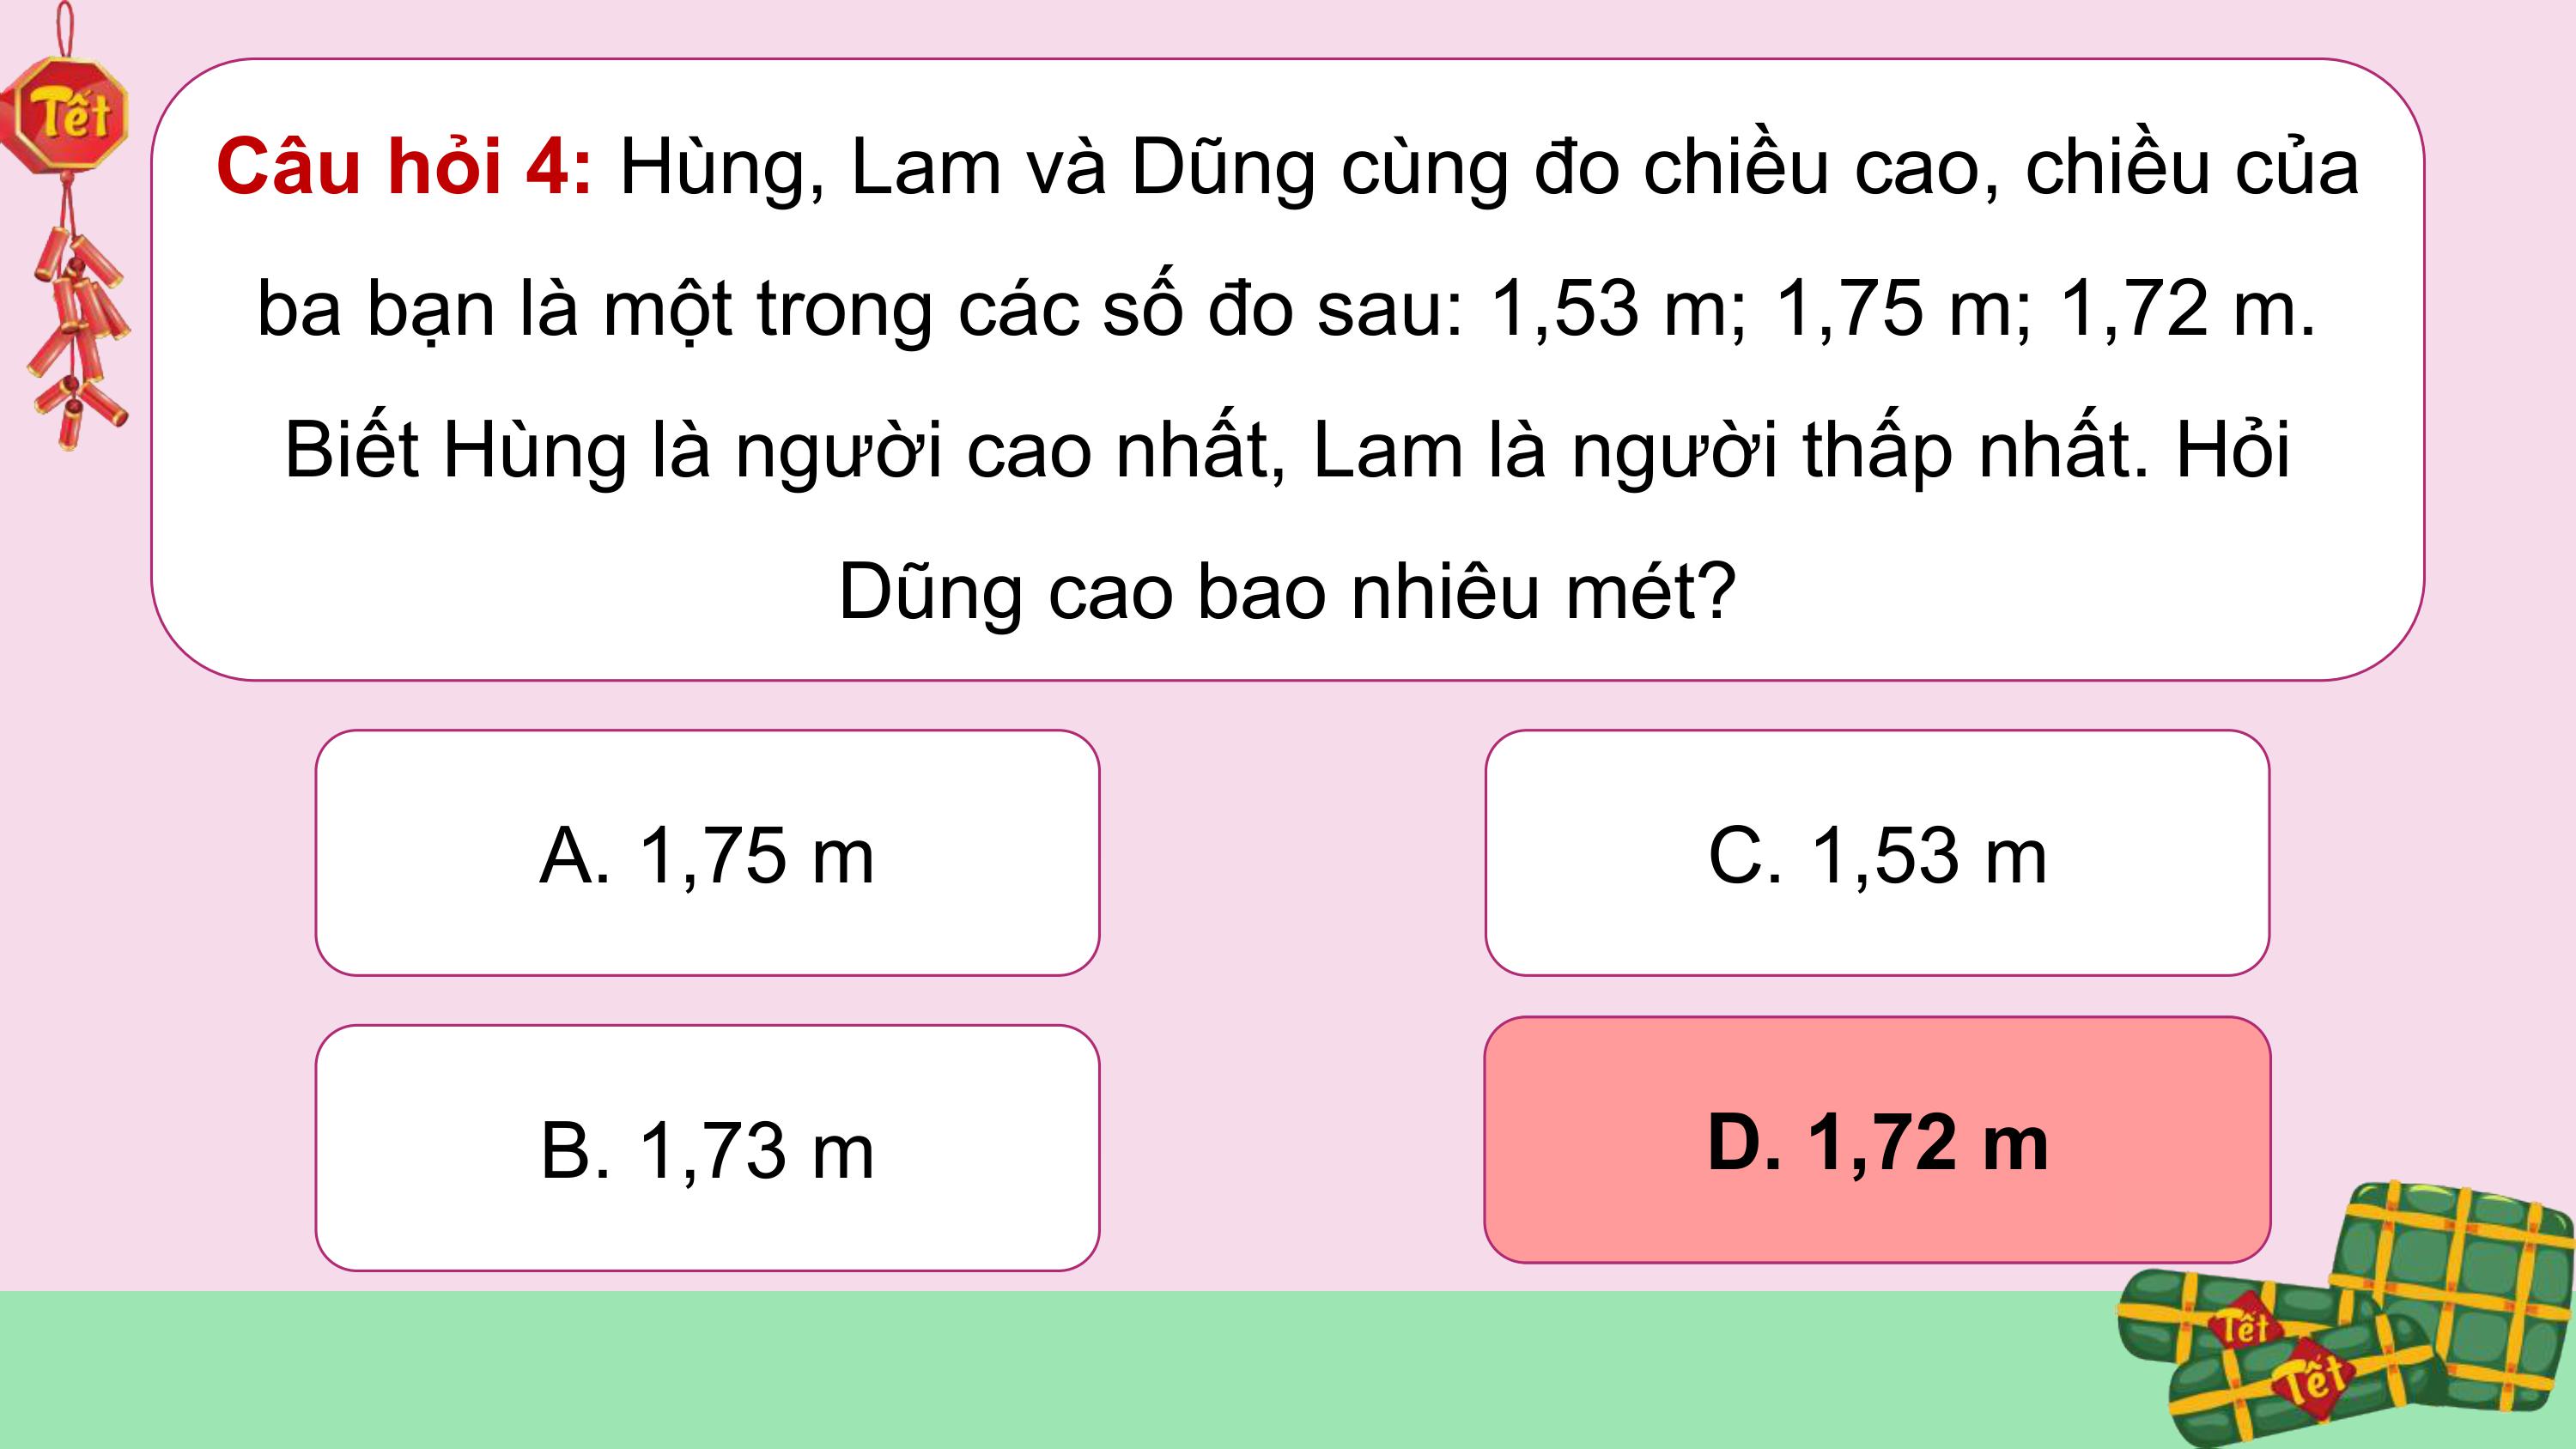 Tết
Câu hỏi 4: Hùng, Lam và Dũng cùng đo chiều cao, chiều của
ba bạn là một trong các số đo sau: 1,53 m; 1,75 m; 1,72 m.
Biết Hùng là người cao nhất, Lam là người thấp nhất. Hỏi
Dũng cao bao nhiêu mét?
A. 1,75 m
C. 1,53 m
B. 1,73 m
D. 1,72 m
Tết
Tết